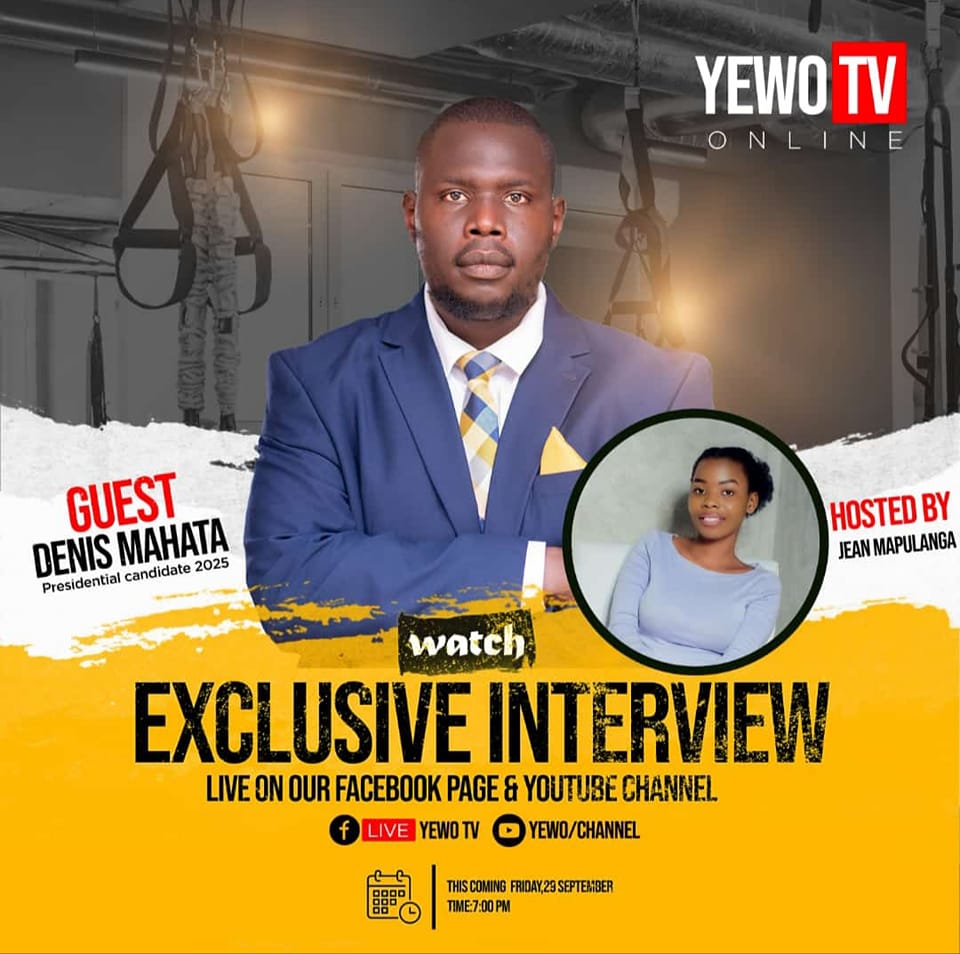 YEWO TV
ONLINE
GUEST
DENIS MAHATA
Presidential candidate 2025
HOSTED BY
JEAN MAPULANGA
watch
EXCLUSIVE INTERVIEW
LIVE ON OUR FACEBOOK PAGE & YOUTUBE CHANNEL
f LIVE YEWO TV YEWO/CHANNEL
THIS COMING FRIDAY,29 SEPTEMBER
TIME:7:00 PM